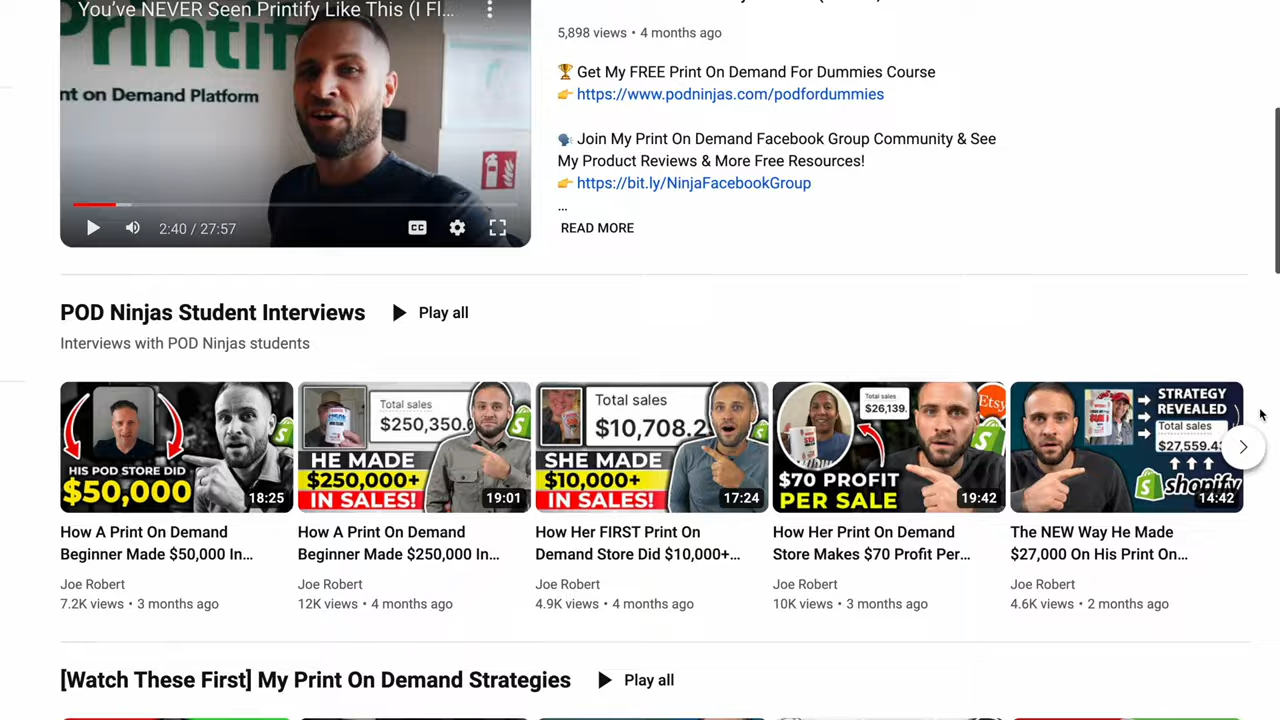 You've NEVER Seen Printify Like This (I Fl...
Printif
nt on Demand Platform
2:40 / 27:57
CC
5,898 views • 4 months ago
🏆 Get My FREE Print On Demand For Dummies Course
👉 https://www.podninjas.com/podfordummies
🗣 Join My Print On Demand Facebook Group Community & See
My Product Reviews & More Free Resources!
👉 https://bit.ly/NinjaFacebookGroup
...
READ MORE
POD Ninjas Student Interviews
Play all
Interviews with POD Ninjas students
HIS POD STORE DID
$50,000
18:25
Total sales
$250,350.
HE MADE
$250,000+
IN SALES!
19:01
Total sales
$10,708.2
SHE MADE
$10,000+
IN SALES!
17:24
Total sales
$26,139.
Etsy
$70 PROFIT
PER SALE
19:42
STRATEGY
REVEALED
Total sales
$27,559.43
shopify
14:42
How A Print On Demand
Beginner Made $50,000 In...
Joe Robert
7.2K views • 3 months ago
How A Print On Demand
Beginner Made $250,000 In...
Joe Robert
12K views • 4 months ago
How Her FIRST Print On
Demand Store Did $10,000+...
Joe Robert
4.9K views • 4 months ago
How Her Print On Demand
Store Makes $70 Profit Per...
Joe Robert
10K views • 3 months ago
The NEW Way He Made
$27,000 On His Print On...
Joe Robert
4.6K views • 2 months ago
[Watch These First] My Print On Demand Strategies
Play all